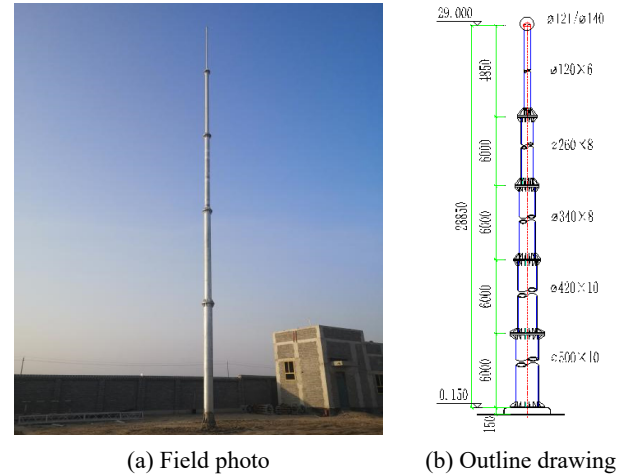 29.000
ø121/ø140
4850
ø120×6
6000
ø260×8
28850
6000
ø340×8
6000
ø420×10
6000
ø500×10
0.150
150
(a) Field photo
(b) Outline drawing